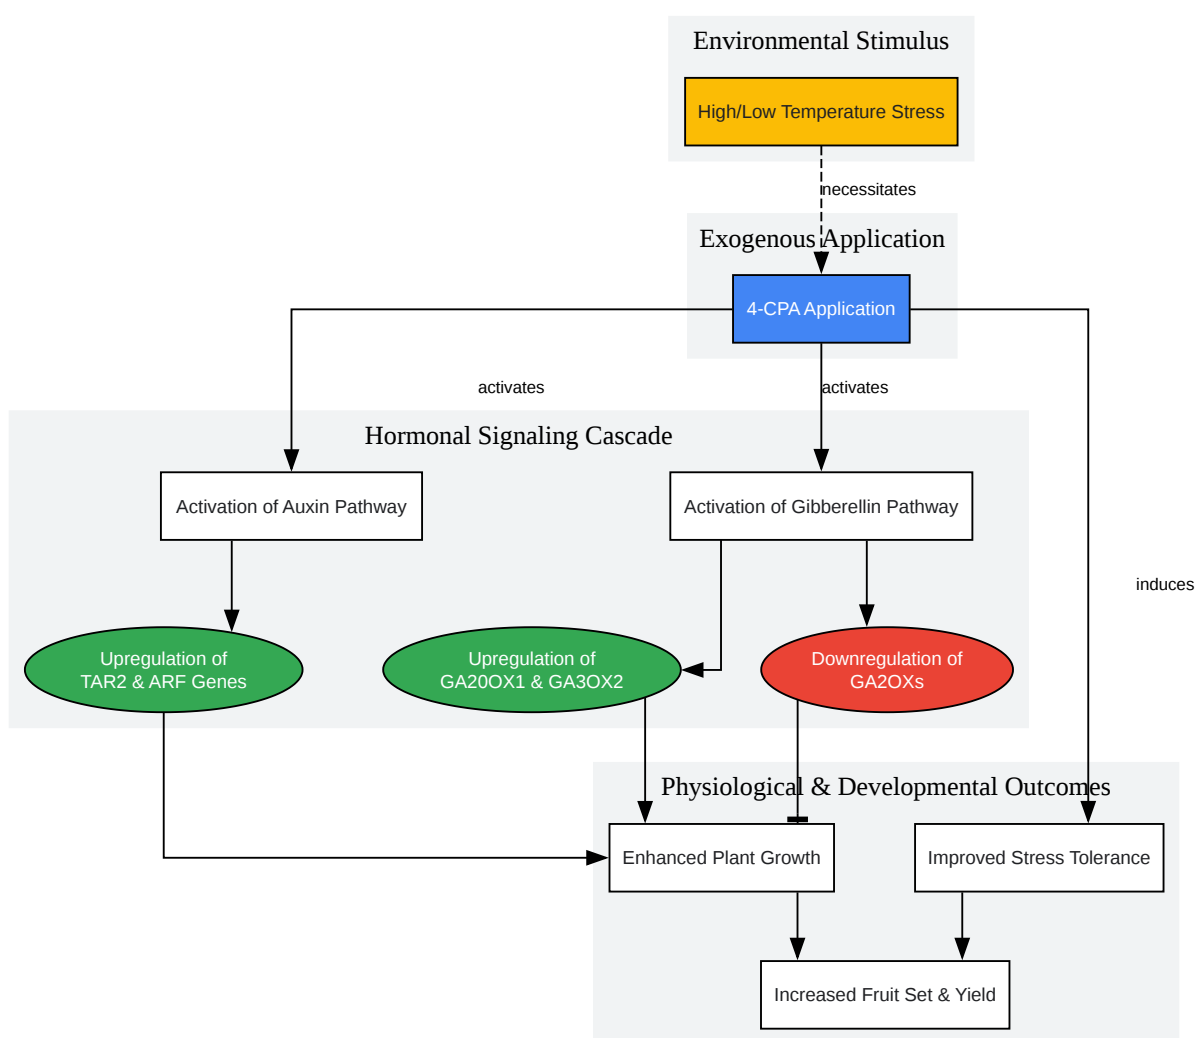 Environmental Stimulus
High/Low Temperature Stress
necessitates
Exogenous Application
4-CPA Application
activates
activates
Hormonal Signaling Cascade
Activation of Auxin Pathway
Activation of Gibberellin Pathway
induces
Upregulation of
TAR2 & ARF Genes
Upregulation of
GA20OX1 & GA3OX2
Downregulation of
GA2OXs
Physiological & Developmental Outcomes
Enhanced Plant Growth
Improved Stress Tolerance
Increased Fruit Set & Yield